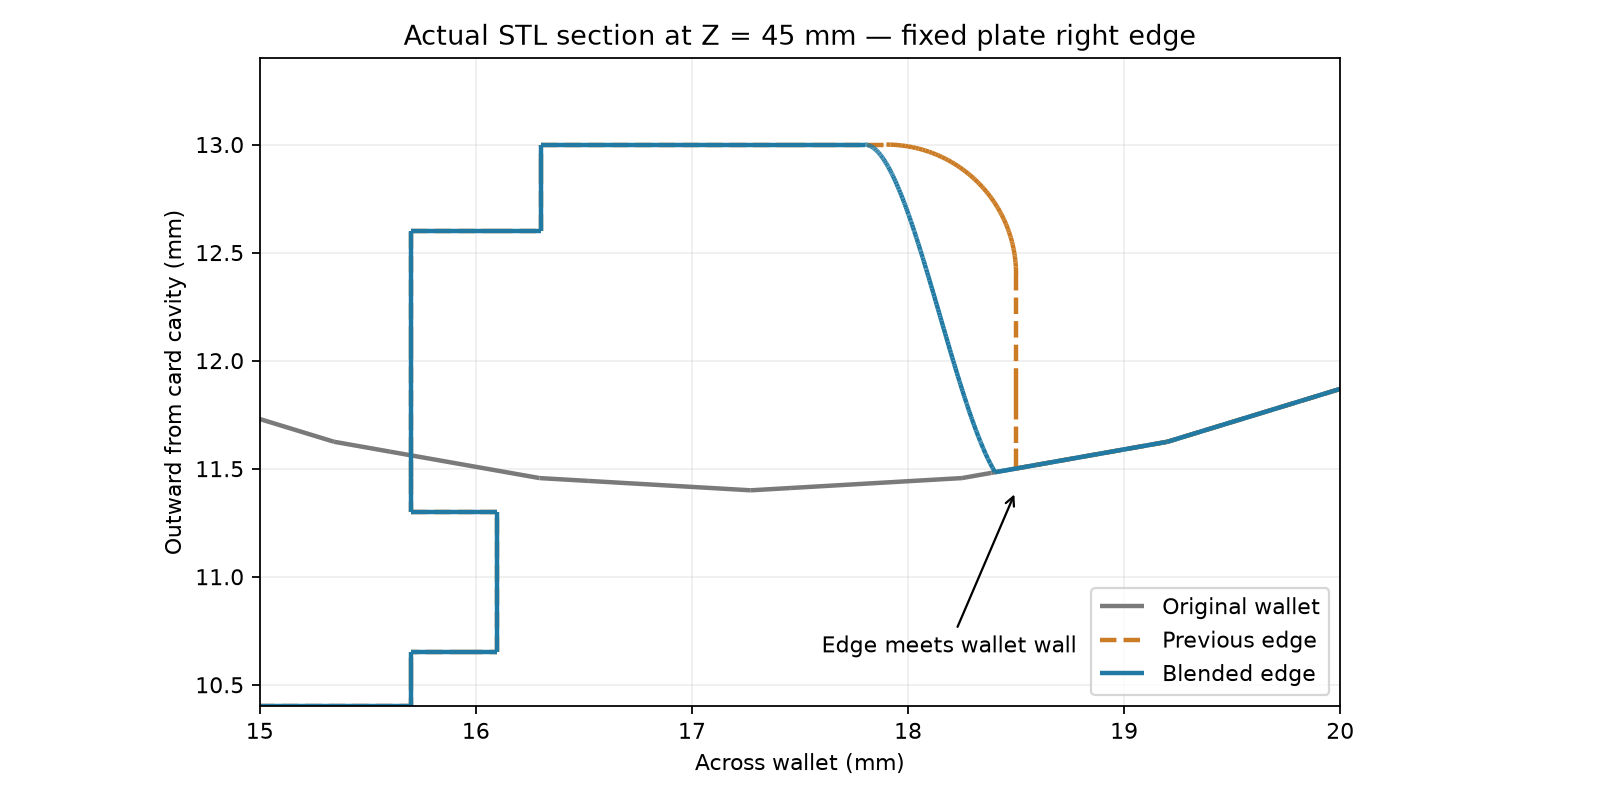 Actual STL section at Z = 45 mm — fixed plate right edge
Outward from card cavity (mm)
13.0
12.5
12.0
11.5
11.0
10.5
Edge meets wallet wall
Original wallet
Previous edge
Blended edge
15 16 17 18 19 20
Across wallet (mm)